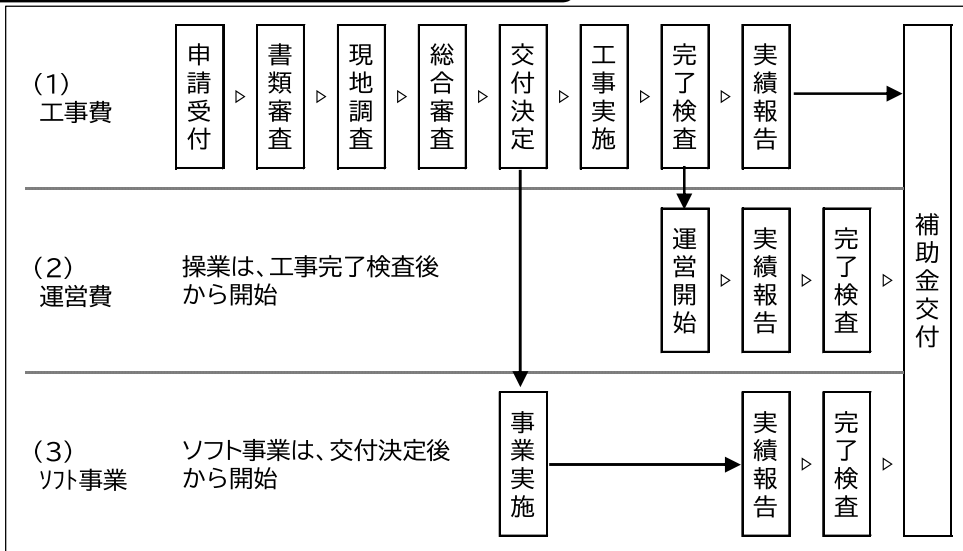 (1)
工事費
申請受付
書類審査
現地調査
総合審査
交付決定
工事実施
完了検査
実績報告
(2)
運営費
操業は、工事完了検査後
から開始
運営開始
実績報告
完了検査
(3)
ソフト事業
ソフト事業は、交付決定後
から開始
事業実施
実績報告
完了検査
補助金交付